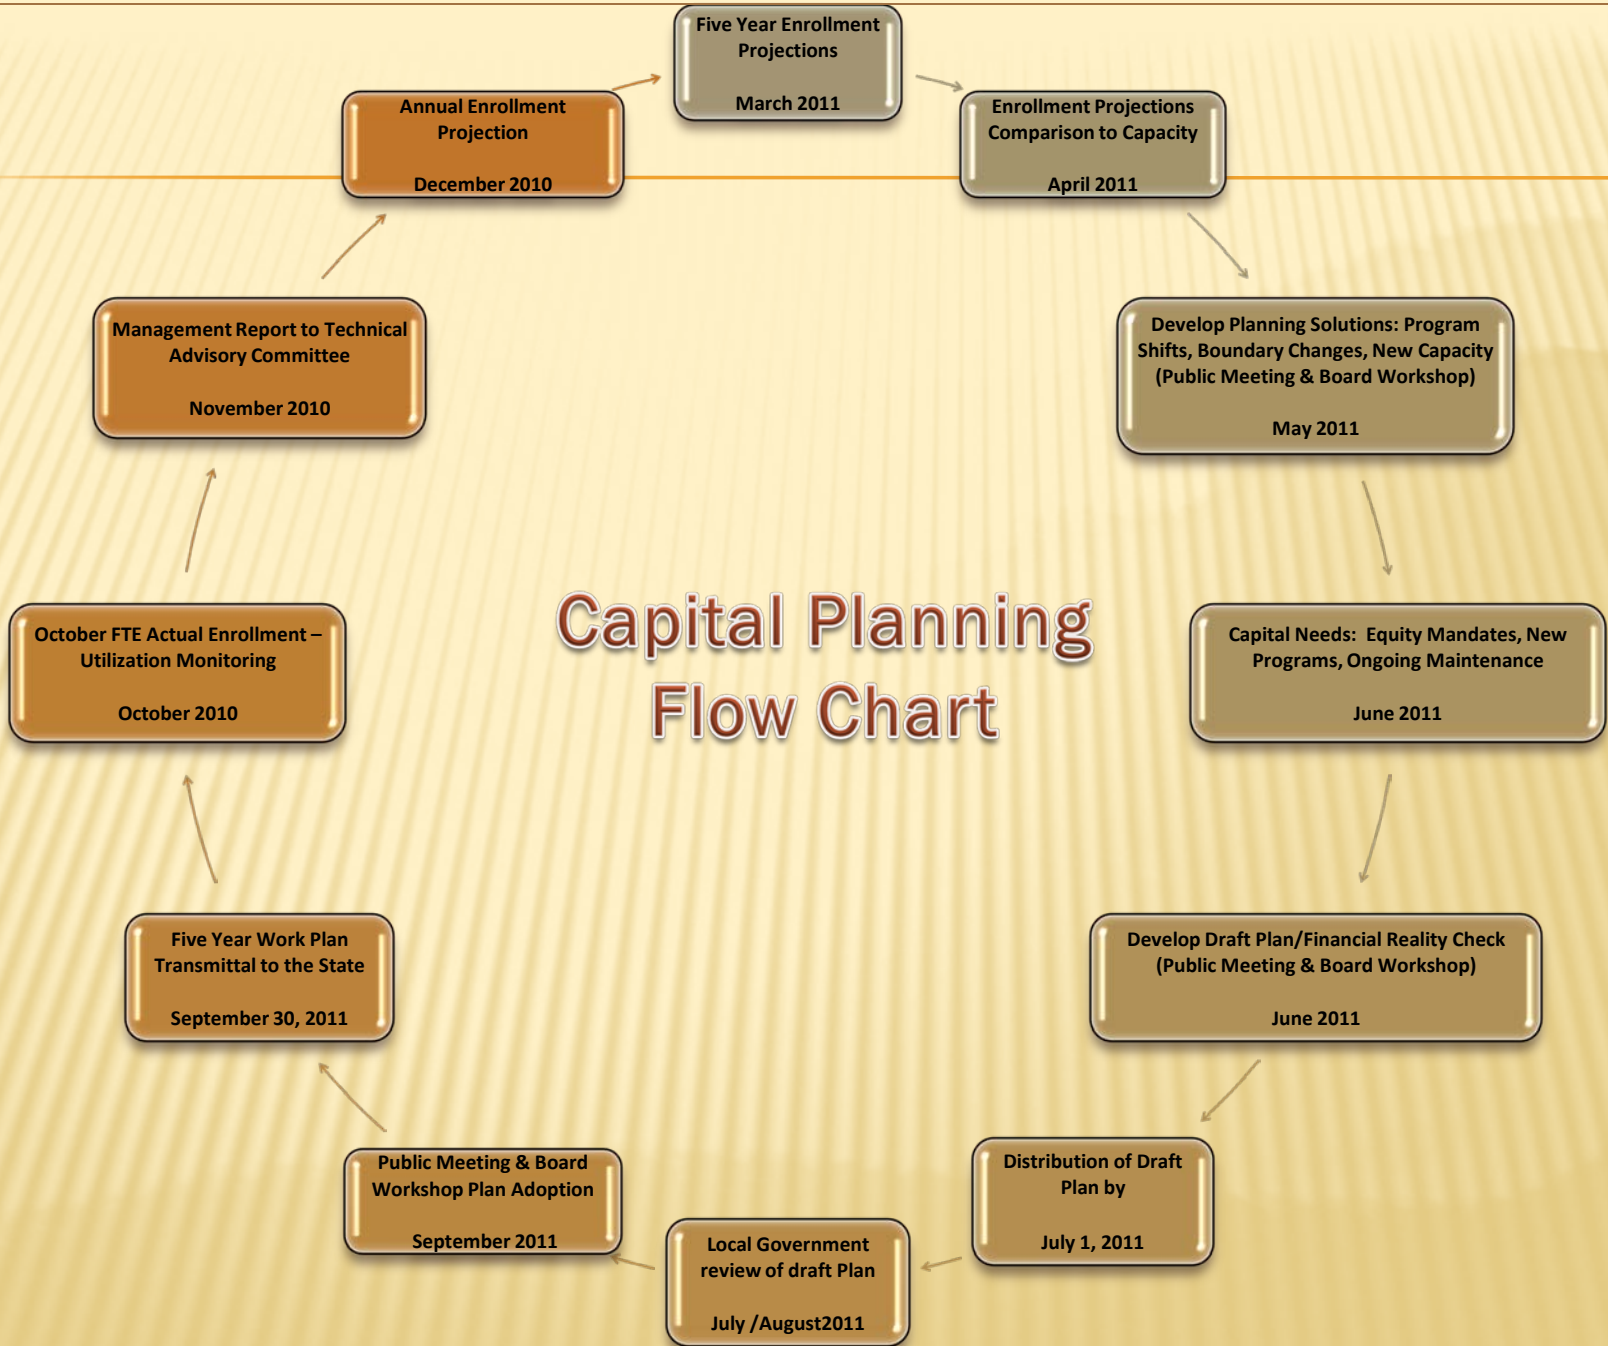 Five Year Enrollment
Projections
March 2011
Enrollment Projections
Comparison to Capacity
April 2011
Develop Planning Solutions: Program
Shifts, Boundary Changes, New Capacity
(Public Meeting & Board Workshop)
May 2011
Capital Needs:  Equity Mandates, New
Programs, Ongoing Maintenance
June 2011
Develop Draft Plan/Financial Reality Check
(Public Meeting & Board Workshop)
June 2011
Distribution of Draft
Plan by
July 1, 2011
Local Government
review of draft Plan
July /August2011
Public Meeting & Board
Workshop Plan Adoption
September 2011
Five Year Work Plan
Transmittal to the State
September 30, 2011
October FTE Actual Enrollment –
Utilization Monitoring
October 2010
Management Report to Technical
Advisory Committee
November 2010
Annual Enrollment
Projection
December 2010
Capital Planning
Flow Chart